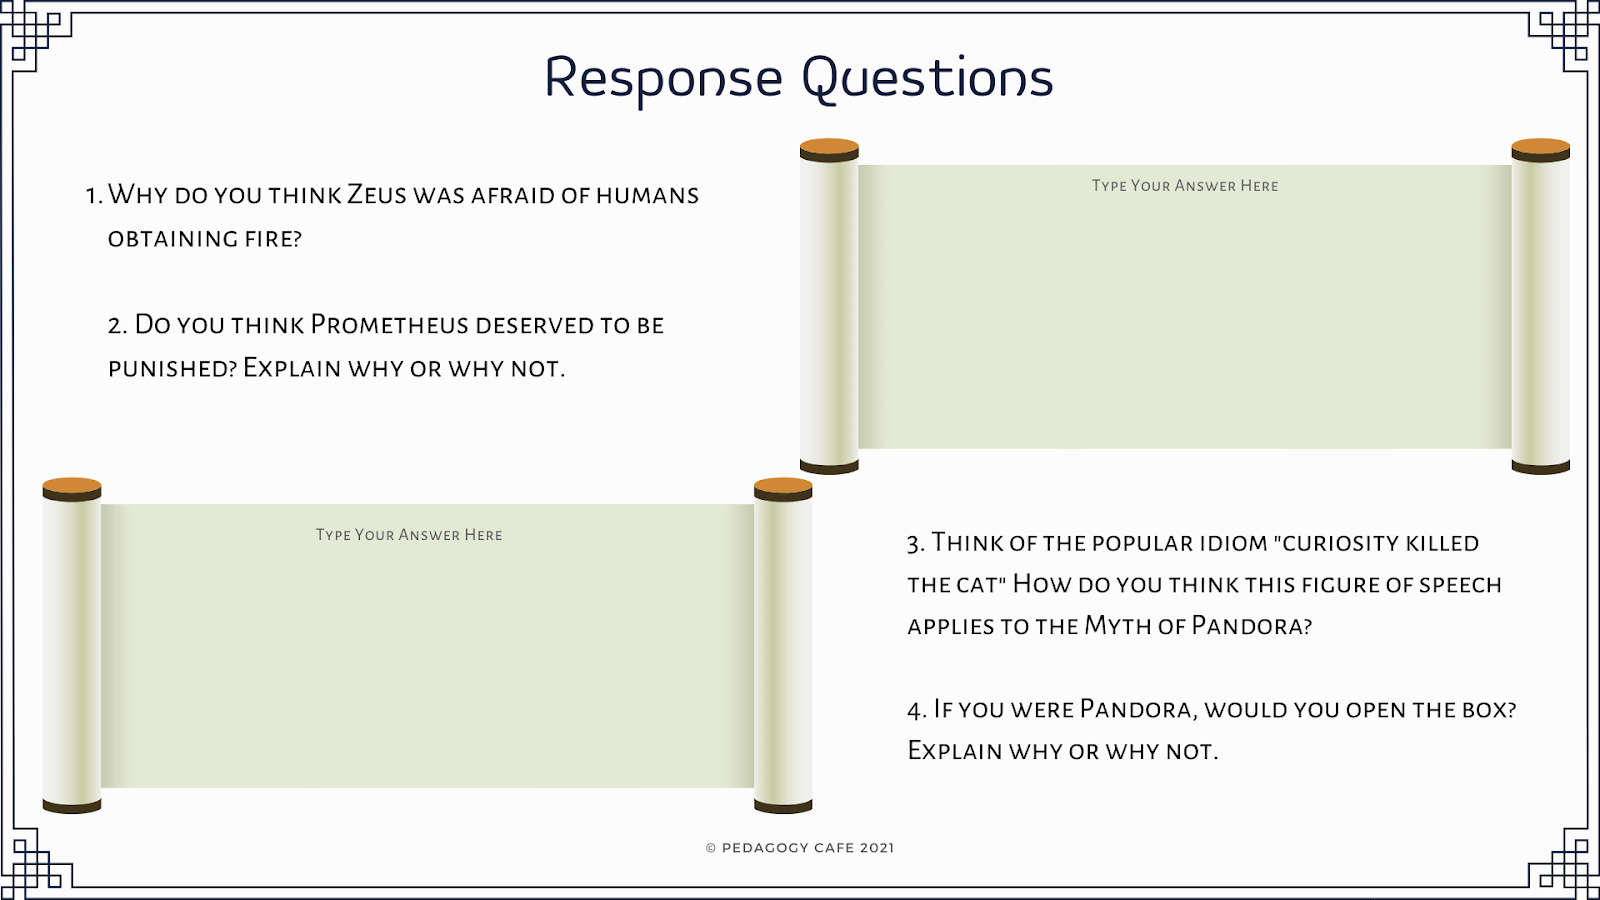 Response Questions
1. Why do you think Zeus was afraid of humans
obtaining fire?
2. Do you think Prometheus deserved to be
punished? Explain why or why not.
Type Your Answer Here
Type Your Answer Here
3. Think of the popular idiom "curiosity killed
the cat" How do you think this figure of speech
applies to the Myth of Pandora?
4. If you were Pandora, would you open the box?
Explain why or why not.
© PEDAGOGY CAFE 2021